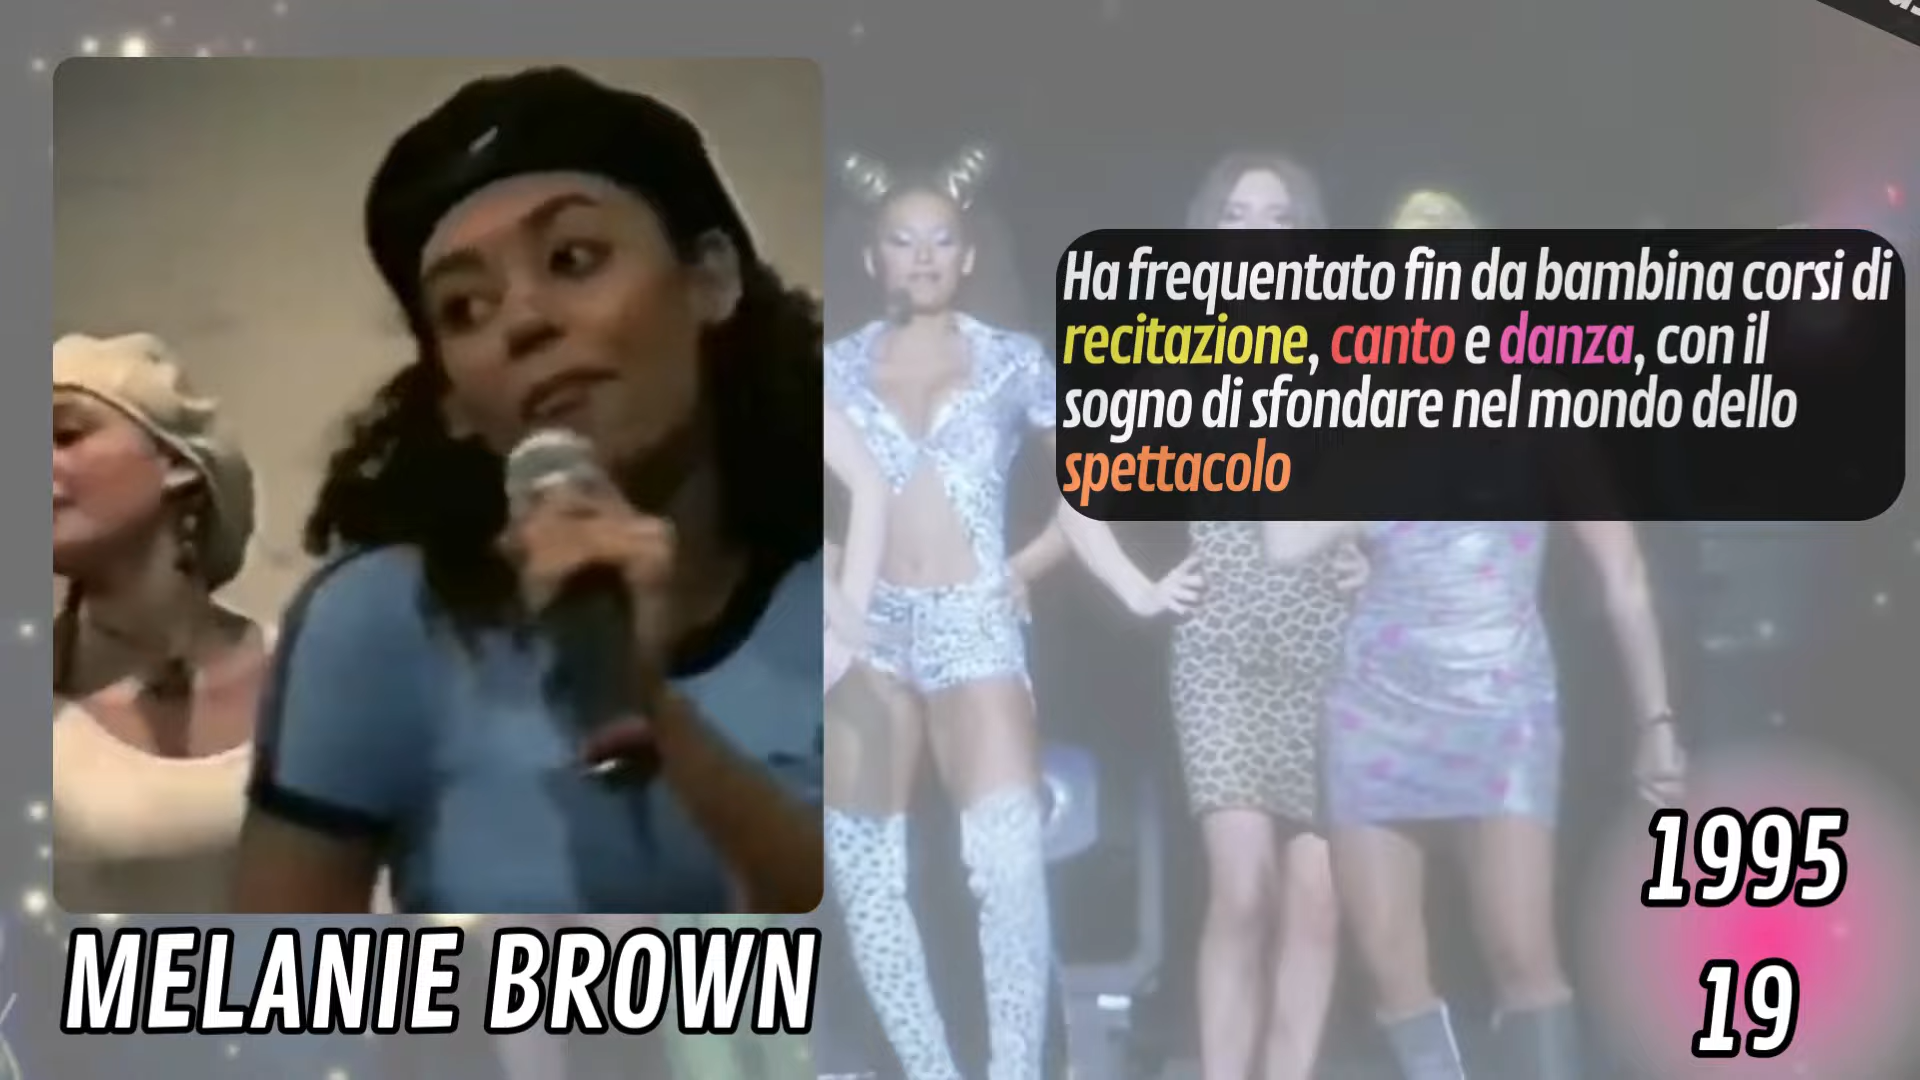 Ha frequentato fin da bambina corsi di
recitazione, canto e danza, con il
sogno di sfondare nel mondo dello
spettacolo
1995
19
MELANIE BROWN